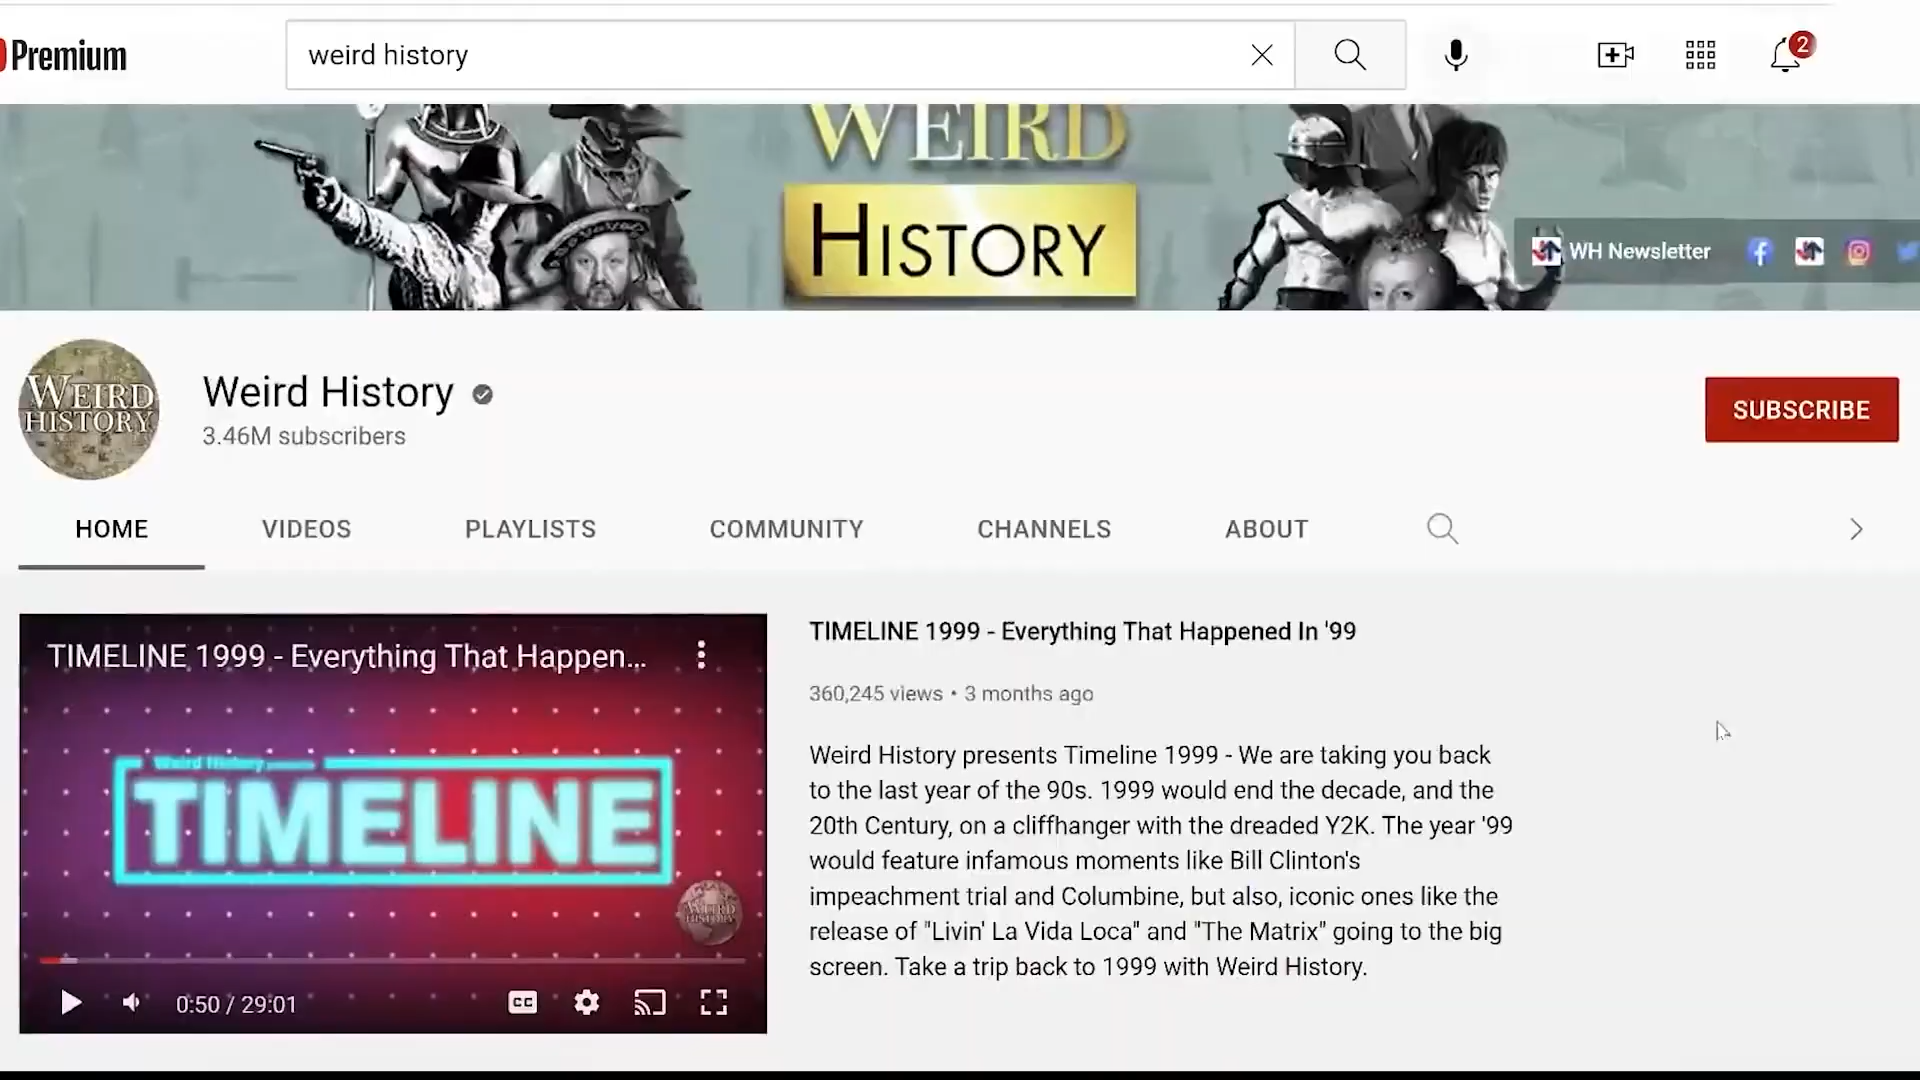 Premium
weird history
2
WEIRD
HISTORY
WH Newsletter
WEIRD
HISTORY
Weird History
3.46M subscribers
SUBSCRIBE
HOME
VIDEOS
PLAYLISTS
COMMUNITY
CHANNELS
ABOUT
TIMELINE 1999 - Everything That Happen...
Weird History
TIMELINE
WEIRD
HISTORY
0:50 / 29:01
CC
TIMELINE 1999 - Everything That Happened In '99
360,245 views • 3 months ago
Weird History presents Timeline 1999 - We are taking you back
to the last year of the 90s. 1999 would end the decade, and the
20th Century, on a cliffhanger with the dreaded Y2K. The year '99
would feature infamous moments like Bill Clinton's
impeachment trial and Columbine, but also, iconic ones like the
release of "Livin' La Vida Loca" and "The Matrix" going to the big
screen. Take a trip back to 1999 with Weird History.